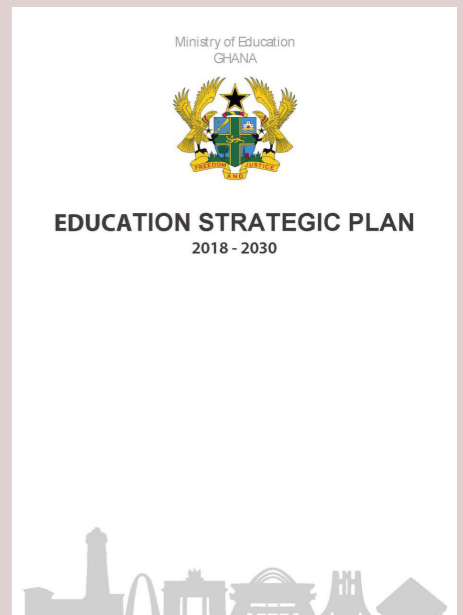 Ministry of Education
GHANA
FREEDOM AND JUSTICE
EDUCATION STRATEGIC PLAN
2018 - 2030